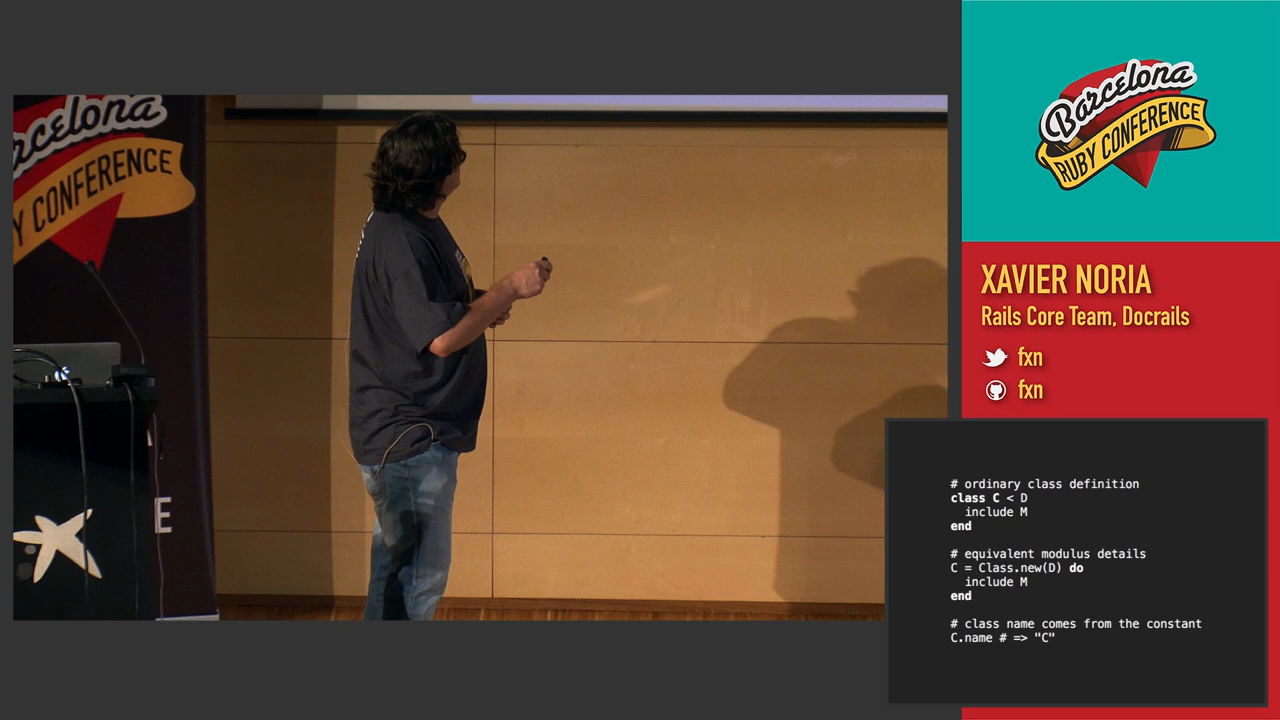 Barcelona
RUBY CONFERENCE
rcelona
Y CONFERENCE
E
XAVIER NORIA
Rails Core Team, Docrails
fxn
fxn
# ordinary class definition
class C < D
  include M
end
# equivalent modulus details
C = Class.new(D) do
  include M
end
# class name comes from the constant
C.name # => "C"